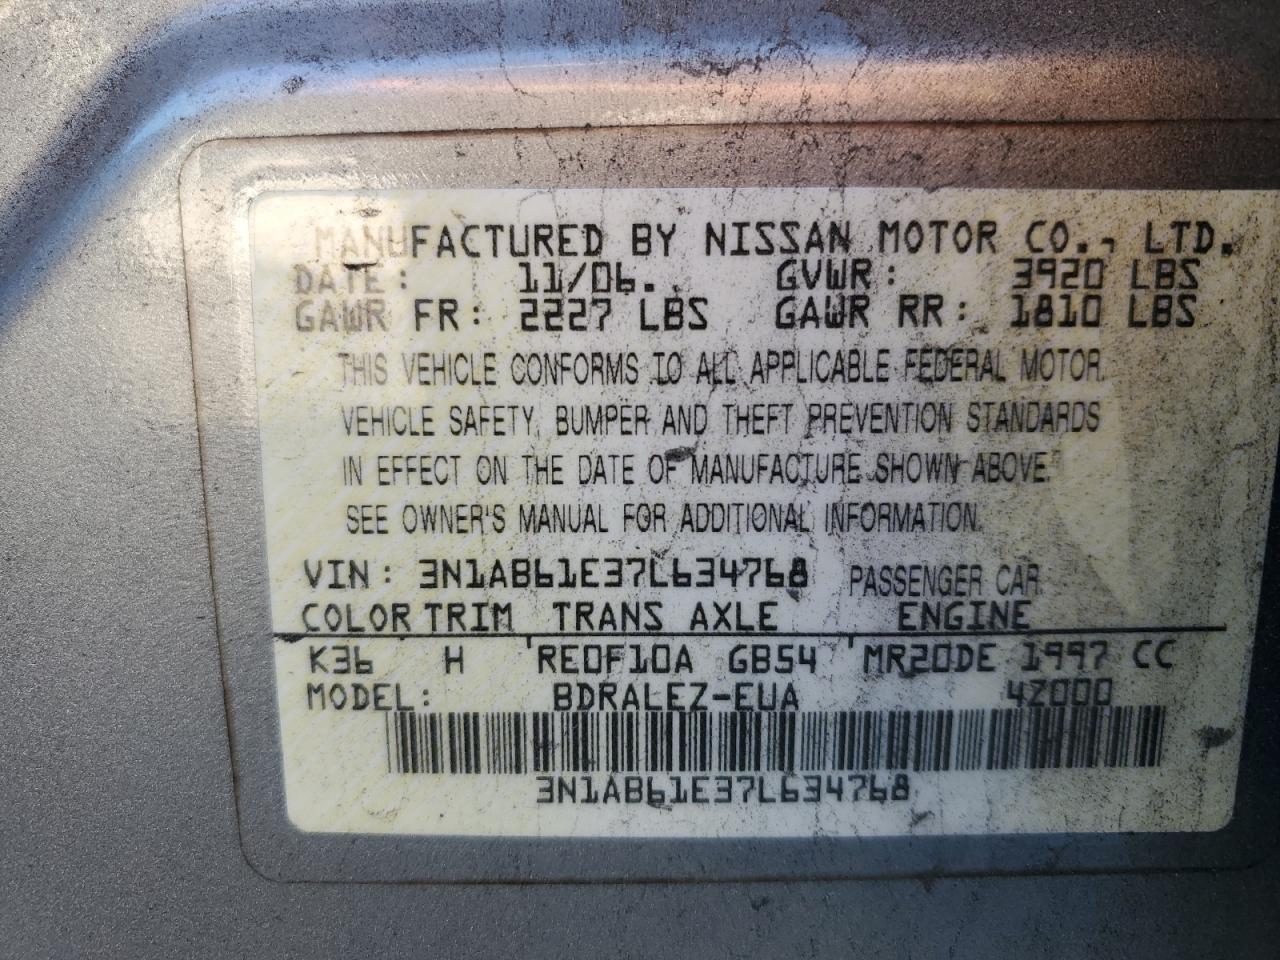 MANUFACTURED BY NISSAN MOTOR CO., LTD.
DATE: 11/06. GVWR: 3920 LBS
GAWR FR: 2227 LBS GAWR RR: 1810 LBS
THIS VEHICLE CONFORMS TO ALL APPLICABLE FEDERAL MOTOR
VEHICLE SAFETY, BUMPER AND THEFT PREVENTION STANDARDS
IN EFFECT ON THE DATE OF MANUFACTURE SHOWN ABOVE.
SEE OWNER'S MANUAL FOR ADDITIONAL INFORMATION.
VIN: 3N1AB61E37L634768 PASSENGER CAR
COLOR TRIM TRANS AXLE ENGINE
K36 H RE0F10A GB54 MR20DE 1997 CC
MODEL: BDRALEZ-EUA 4Z000
3N1AB61E37L634768